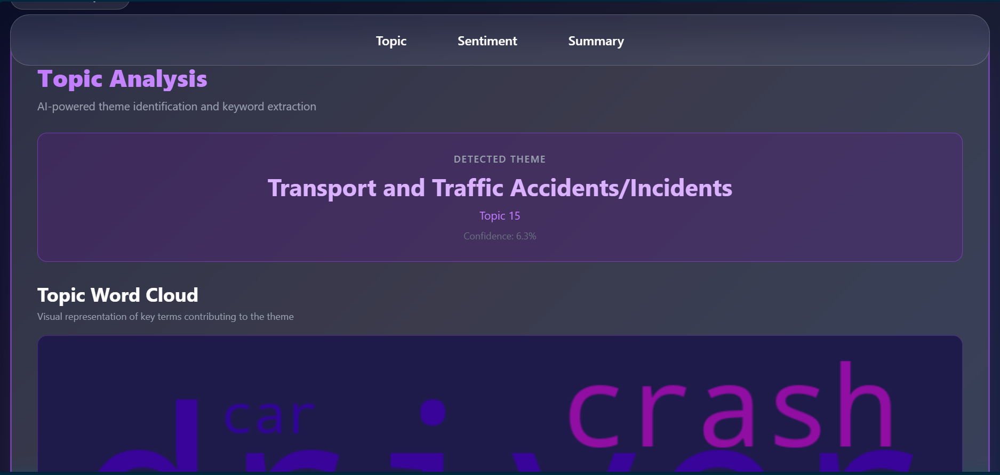 Topic Sentiment Summary
Topic Analysis
AI-powered theme identification and keyword extraction
DETECTED THEME
Transport and Traffic Accidents/Incidents
Topic 15
Confidence: 6.3%
Topic Word Cloud
Visual representation of key terms contributing to the theme
crash
car
driver